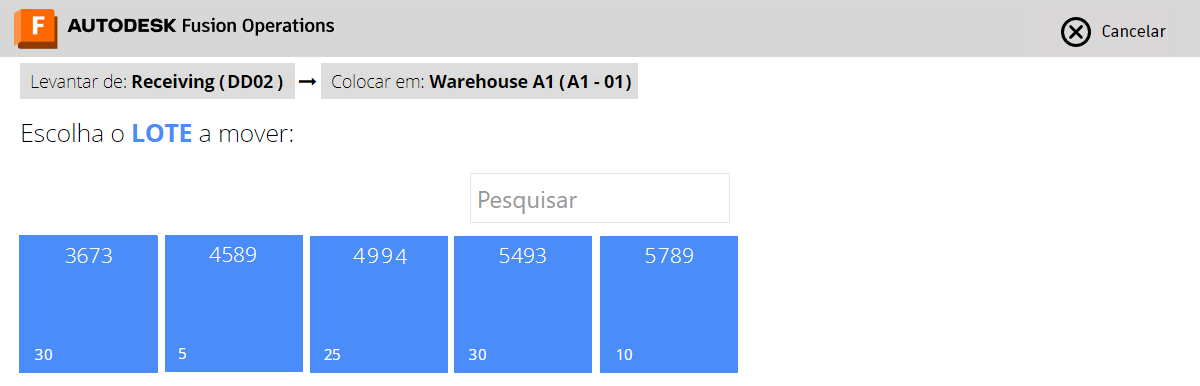 F AUTODESK Fusion Operations Cancelar
Levantar de: Receiving (DD02 ) → Colocar em: Warehouse A1 (A1 - 01)
Escolha o LOTE a mover:
Pesquisar
3673 4589 4994 5493 5789
30 5 25 30 10